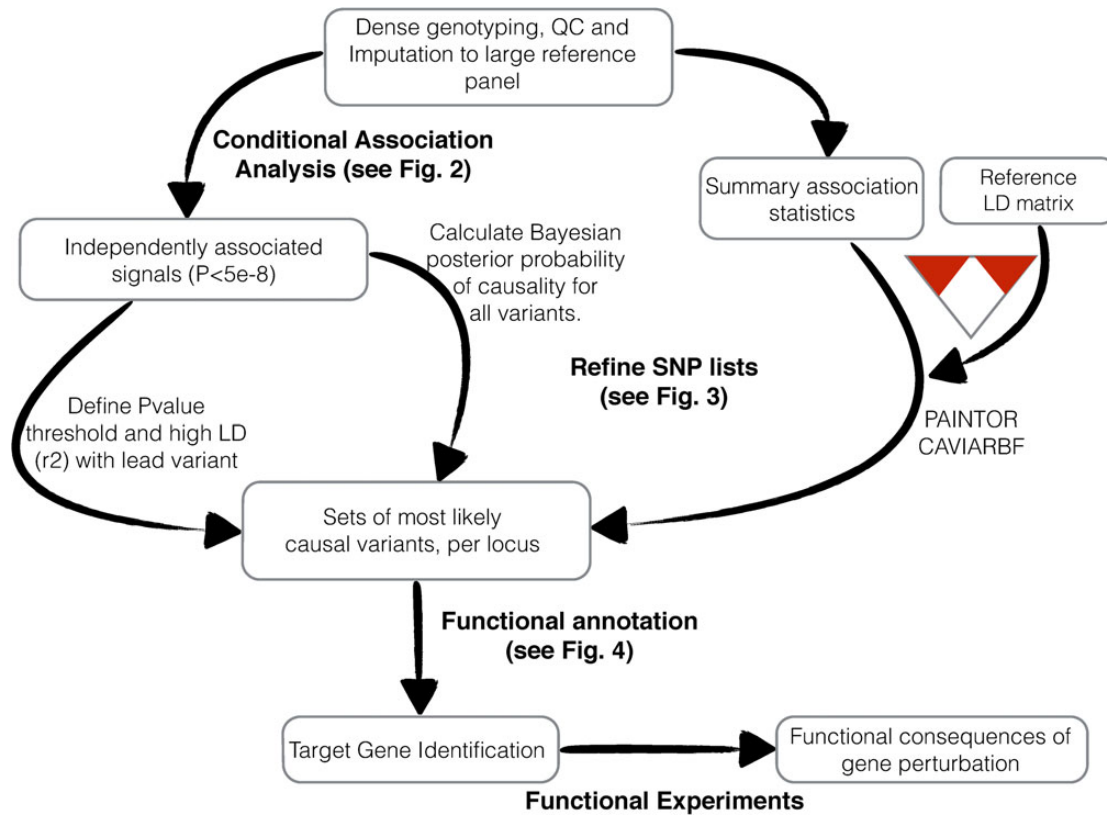 Dense genotyping, QC and
Imputation to large reference
panel
Conditional Association
Analysis (see Fig. 2)
Summary association
statistics
Reference
LD matrix
Independently associated
signals (P<5e-8)
Calculate Bayesian
posterior probability
of causality for
all variants.
Refine SNP lists
(see Fig. 3)
Define Pvalue
threshold and high LD
(r2) with lead variant
PAINTOR
CAVIARBF
Sets of most likely
causal variants, per locus
Functional annotation
(see Fig. 4)
Target Gene Identification
Functional consequences of
gene perturbation
Functional Experiments